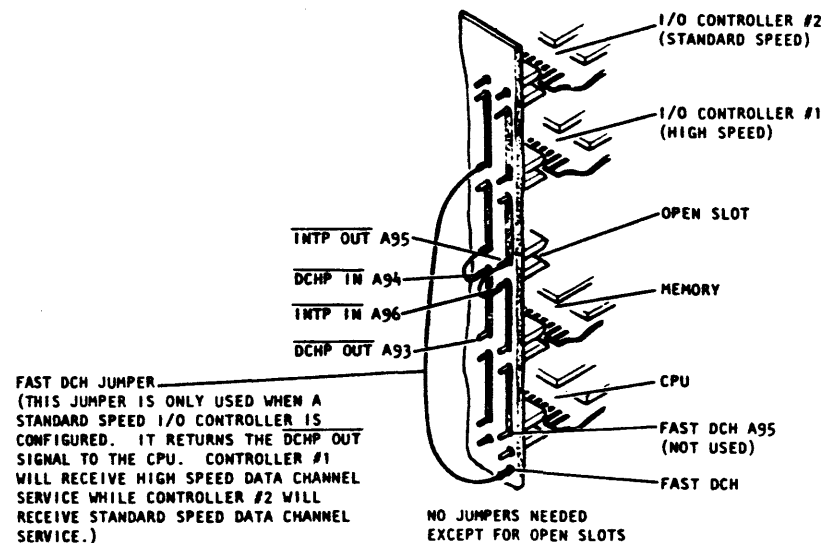 I/O CONTROLLER #2
(STANDARD SPEED)
I/O CONTROLLER #1
(HIGH SPEED)
OPEN SLOT
INTP OUT A95
DCHP IN A94
INTP IN A96
DCHP OUT A93
MEMORY
CPU
FAST DCH A95
(NOT USED)
FAST DCH
FAST DCH JUMPER
(THIS JUMPER IS ONLY USED WHEN A
STANDARD SPEED I/O CONTROLLER IS
CONFIGURED. IT RETURNS THE DCHP OUT
SIGNAL TO THE CPU. CONTROLLER #1
WILL RECEIVE HIGH SPEED DATA CHANNEL
SERVICE WHILE CONTROLLER #2 WILL
RECEIVE STANDARD SPEED DATA CHANNEL
SERVICE.)
NO JUMPERS NEEDED
EXCEPT FOR OPEN SLOTS